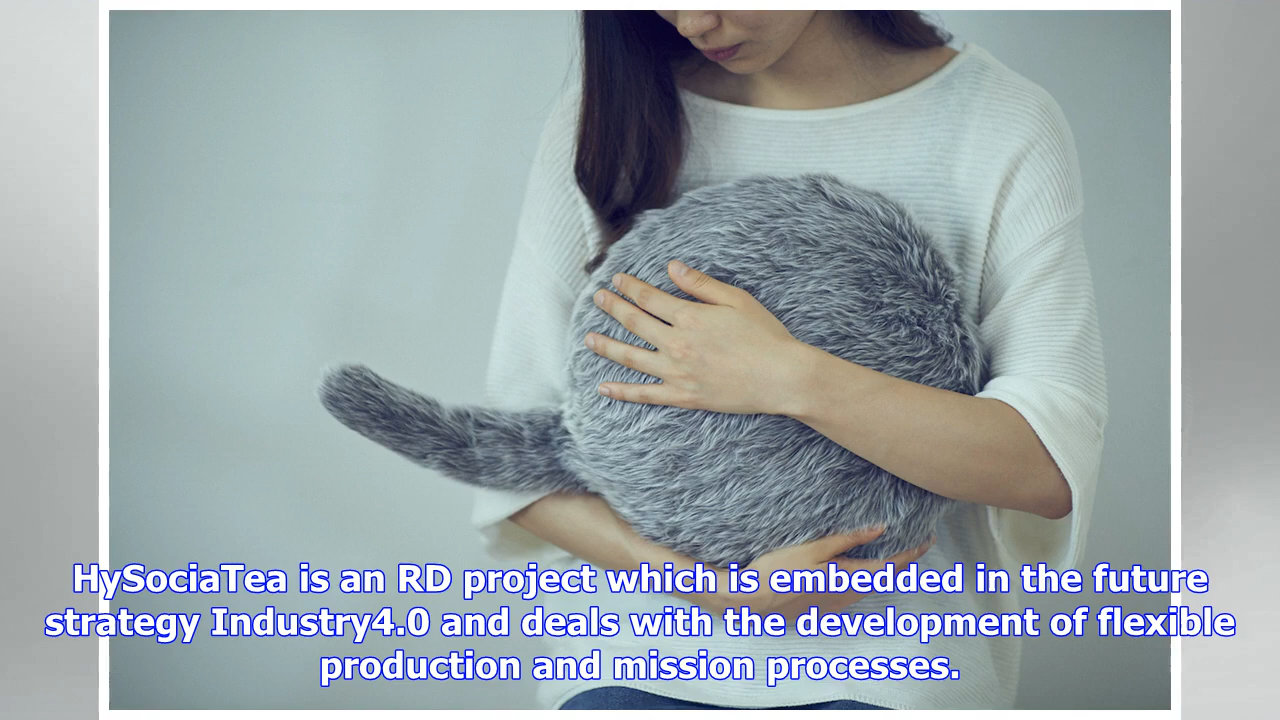 HySociaTea is an RD project which is embedded in the future
strategy Industry4.0 and deals with the development of flexible
production and mission processes.